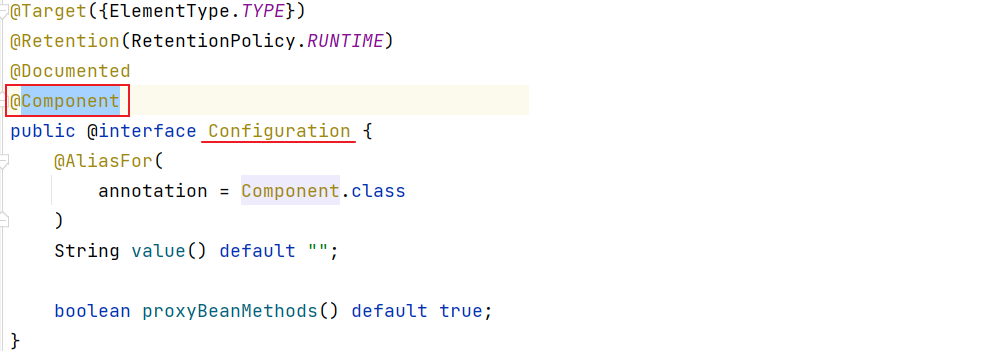 @Target({ElementType.TYPE})
@Retention(RetentionPolicy.RUNTIME)
@Documented
@Component
public @interface Configuration {
    @AliasFor(
        annotation = Component.class
    )
    String value() default "";

    boolean proxyBeanMethods() default true;
}